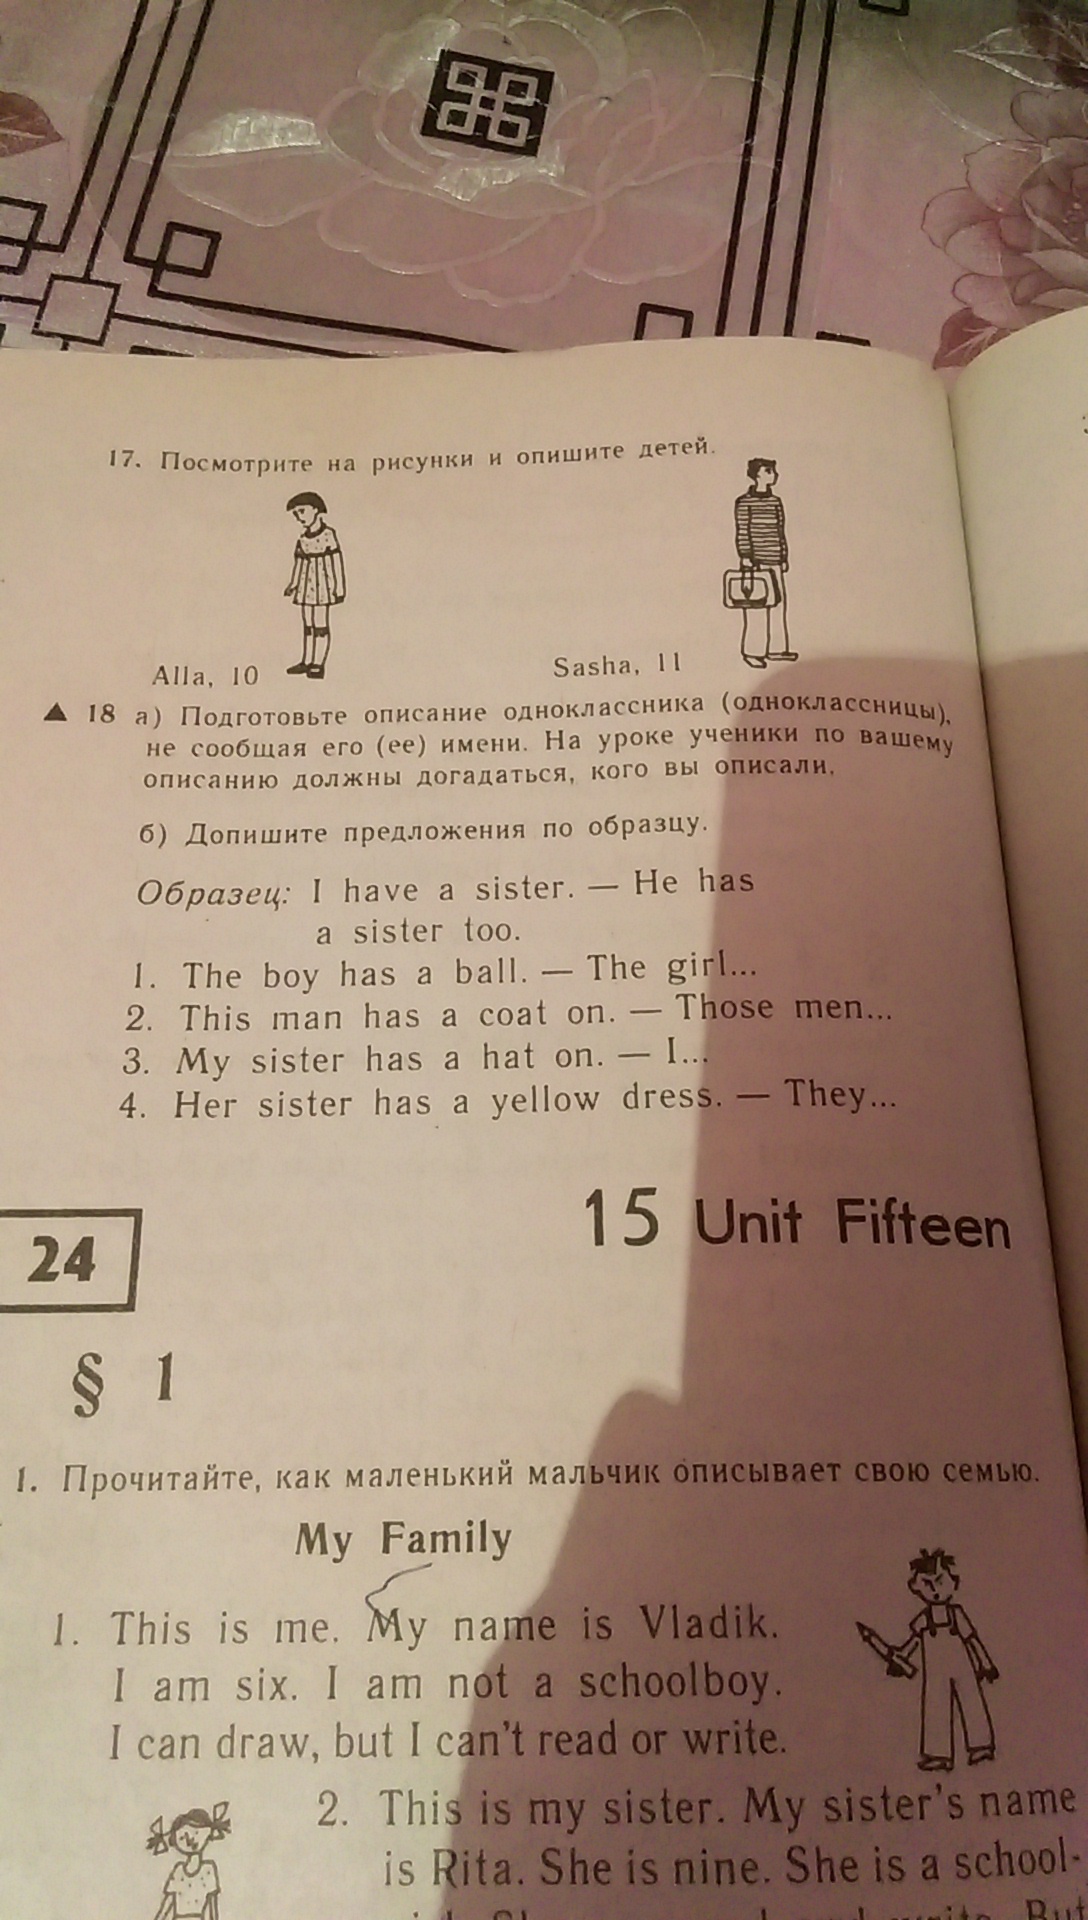 17. Посмотрите на рисунки и опишите детей.
Alla, 10
Sasha, 11
▲ 18 а) Подготовьте описание одноклассника (одноклассницы),
не сообщая его (ее) имени. На уроке ученики по вашему
описанию должны догадаться, кого вы описали.
б) Допишите предложения по образцу.
Образец: I have a sister. — He has
a sister too.
1. The boy has a ball. — The girl...
2. This man has a coat on. — Those men...
3. My sister has a hat on. — I...
4. Her sister has a yellow dress. — They...
15 Unit Fifteen
24
§ 1
1. Прочитайте, как маленький мальчик описывает свою семью.
My Family
1. This is me. My name is Vladik.
I am six. I am not a schoolboy.
I can draw, but I can't read or write.
2. This is my sister. My sister's name
is Rita. She is nine. She is a school-